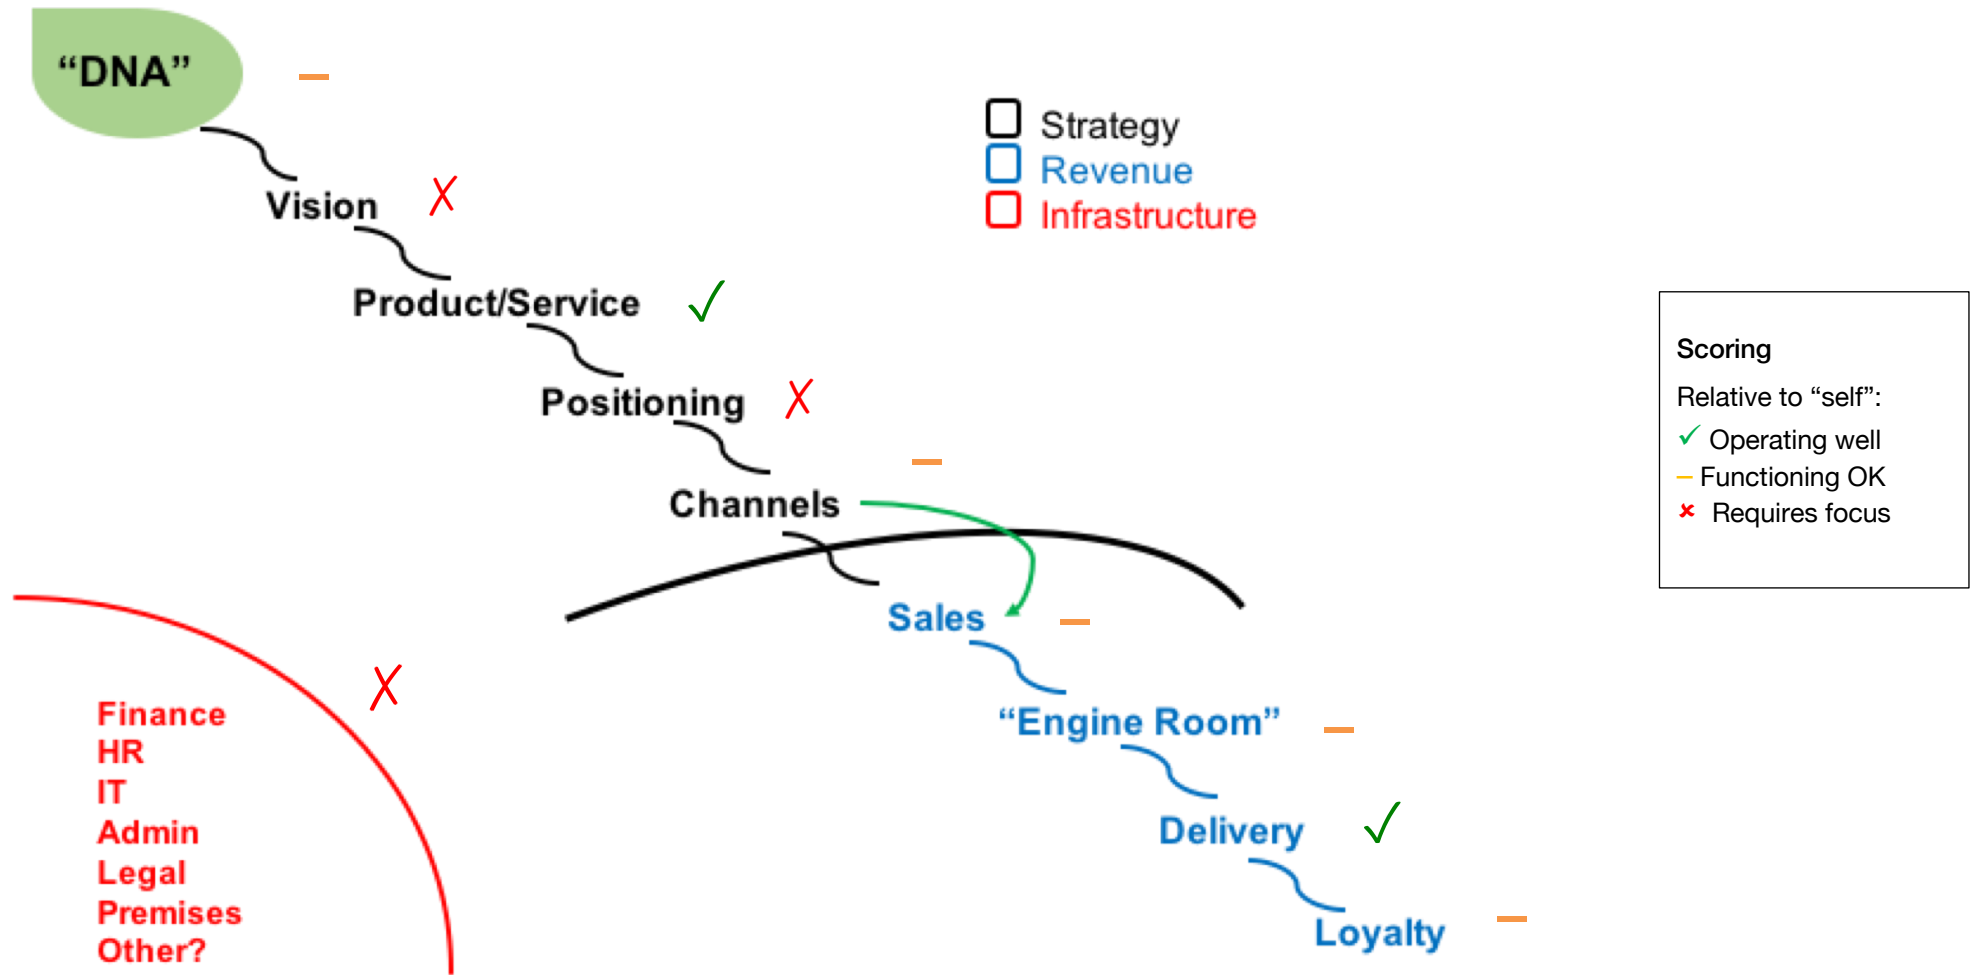 “DNA”
Vision
Product/Service
Positioning
Channels
Sales
“Engine Room”
Delivery
Loyalty
Strategy
Revenue
Infrastructure
Scoring
Relative to “self”:
Operating well
Functioning OK
Requires focus
Finance
HR
IT
Admin
Legal
Premises
Other?